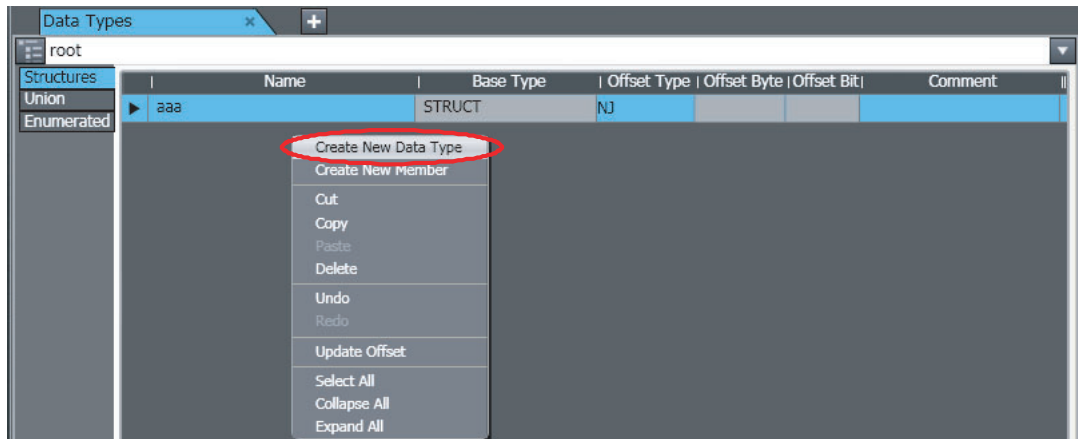 Data Types × +
root
Structures
Union
Enumerated
Name Base Type Offset Type Offset Byte Offset Bit Comment
aaa STRUCT NJ
Create New Data Type
Create New Member
Cut
Copy
Paste
Delete
Undo
Redo
Update Offset
Select All
Collapse All
Expand All